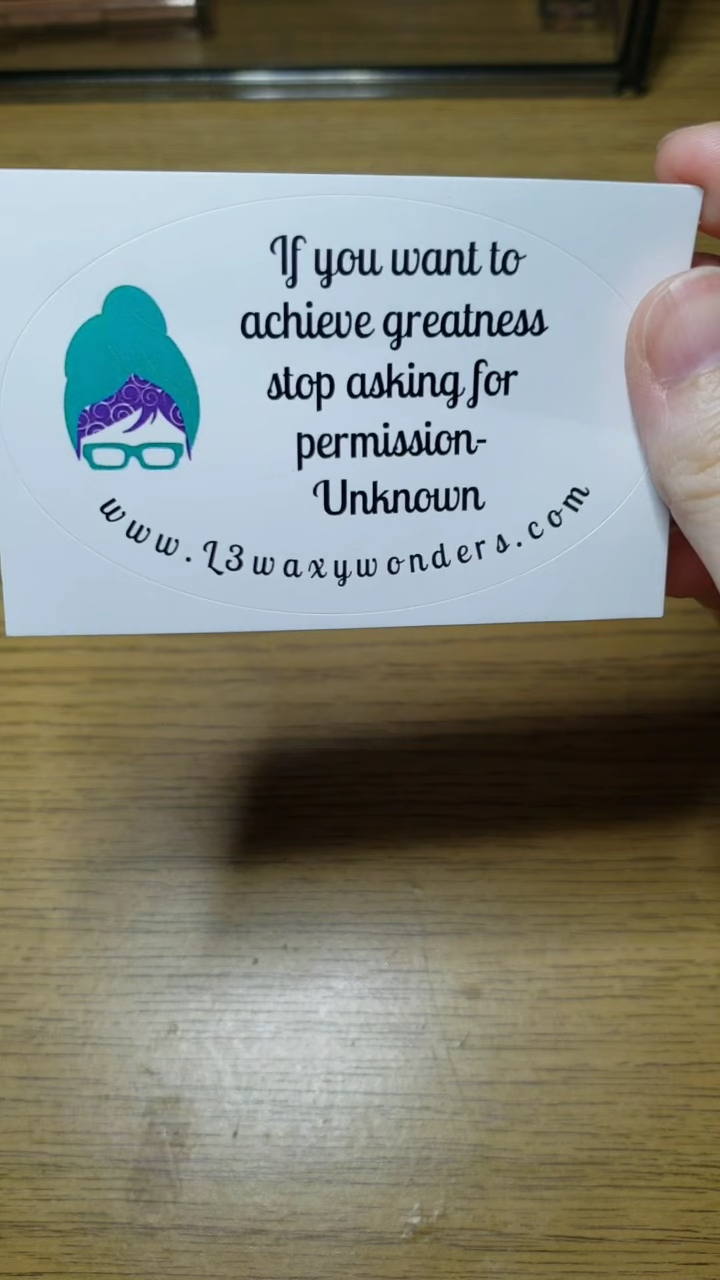 If you want to
achieve greatness
stop asking for
permission-
Unknown
www.L3waxywonders.com